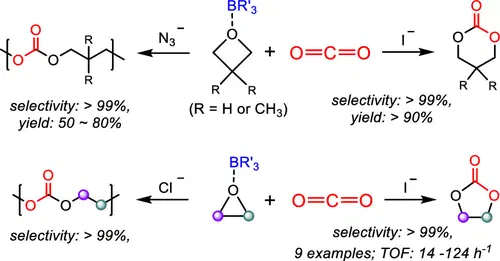 BR'3
N3−
O
O
O
R
R
O
R
R
(R = H or CH3)
+
O=C=O
I−
O
O
O
R
R
selectivity: > 99%,
yield: 50 ~ 80%
selectivity: > 99%,
yield: > 90%
BR'3
Cl−
O
O
O
O
+
O=C=O
I−
O
O
O
selectivity: > 99%,
selectivity: > 99%,
9 examples; TOF: 14 -124 h-1